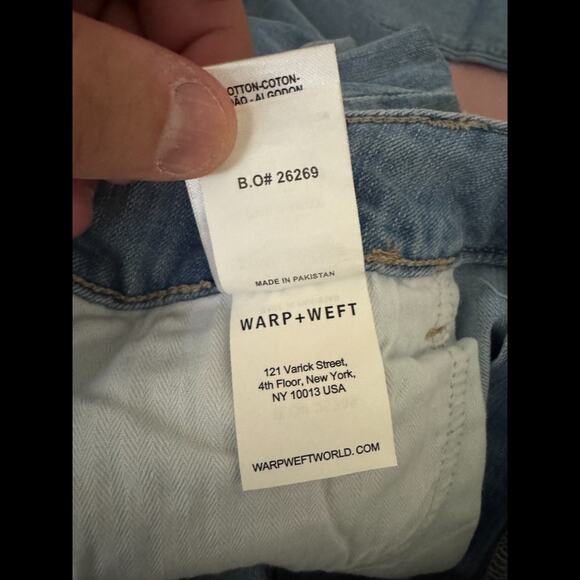 OTTON-COTON-
ÃO - ALGODON
B.O# 26269
MADE IN PAKISTAN
WARP+WEFT
121 Varick Street,
4th Floor, New York,
NY 10013 USA
WARPWEFTWORLD.COM